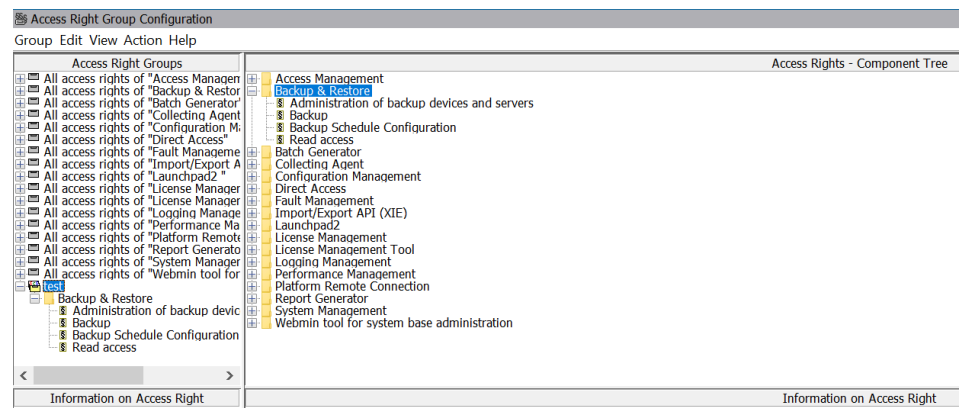 Access Right Group Configuration
Group Edit View Action Help
Access Right Groups
All access rights of "Access Managem
All access rights of "Backup & Restor
All access rights of "Batch Generator"
All access rights of "Collecting Agent
All access rights of "Configuration Ma
All access rights of "Direct Access"
All access rights of "Fault Manageme
All access rights of "Import/Export A
All access rights of "Launchpad2 "
All access rights of "License Manager
All access rights of "License Manager
All access rights of "Logging Manage
All access rights of "Performance Ma
All access rights of "Platform Remote
All access rights of "Report Generato
All access rights of "System Manager
All access rights of "Webmin tool for
test
Backup & Restore
Administration of backup devic
Backup
Backup Schedule Configuration
Read access
Information on Access Right
Access Rights - Component Tree
Access Management
Backup & Restore
Administration of backup devices and servers
Backup
Backup Schedule Configuration
Read access
Batch Generator
Collecting Agent
Configuration Management
Direct Access
Fault Management
Import/Export API (XIE)
Launchpad2
License Management
License Management Tool
Logging Management
Performance Management
Platform Remote Connection
Report Generator
System Management
Webmin tool for system base administration
Information on Access Right